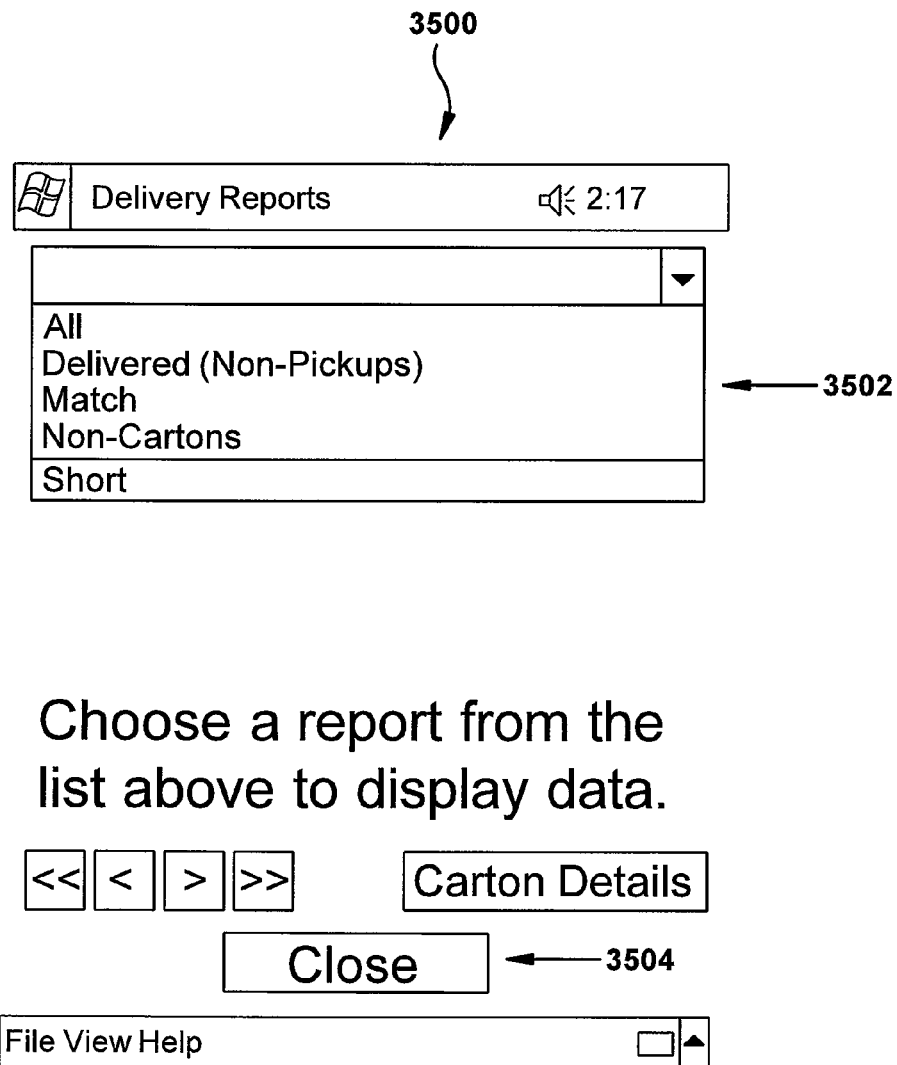 3500
Delivery Reports 2:17
All
Delivered (Non-Pickups)
Match
Non-Cartons
3502
Short
Choose a report from the
list above to display data.
<< < > >> Carton Details
Close
3504
File View Help